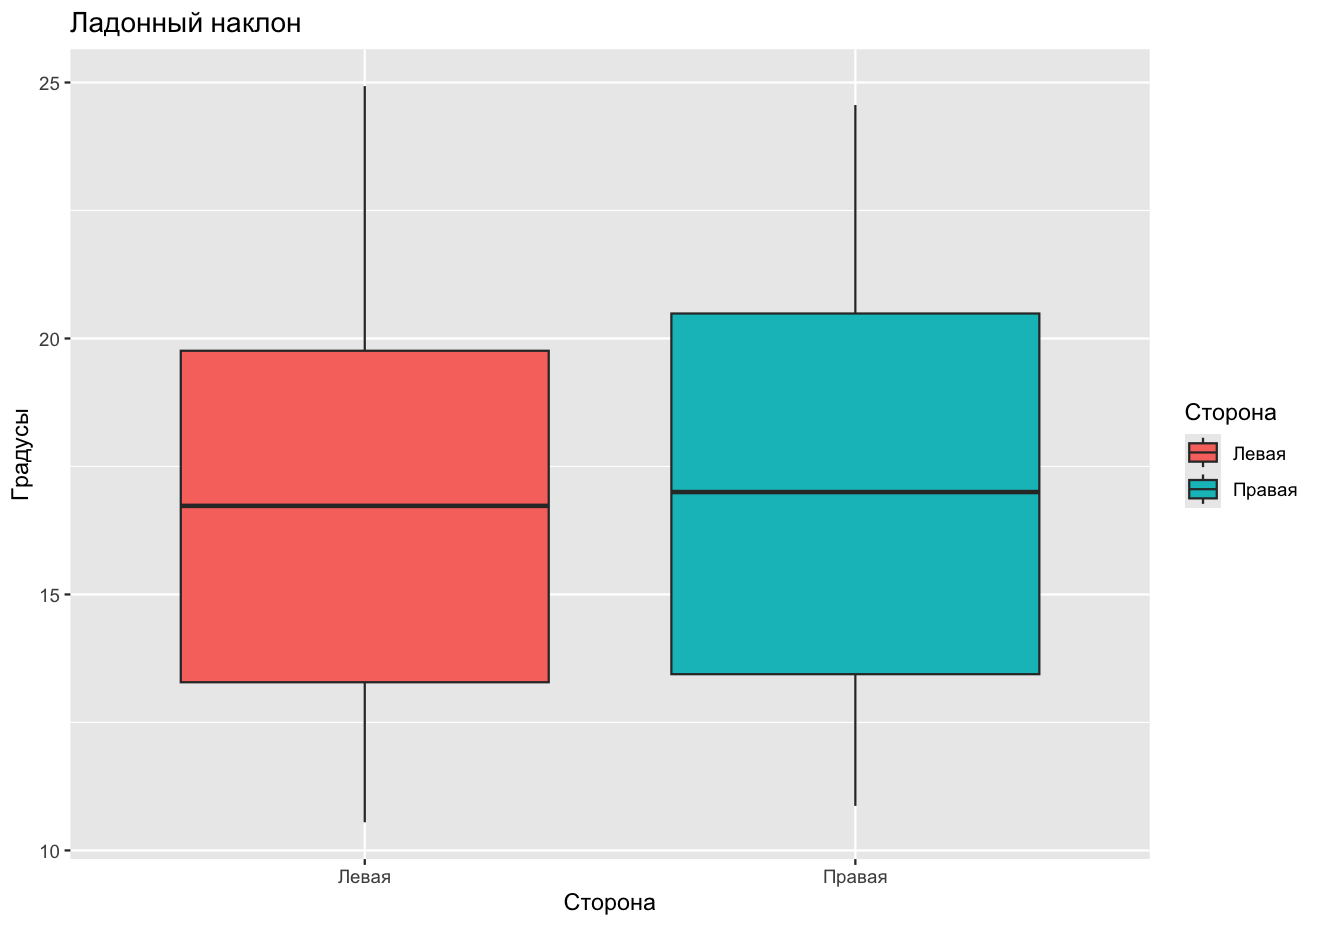 Ладонный наклон
25
20
15
10
Градусы
Левая
Правая
Сторона
Сторона
Левая
Правая